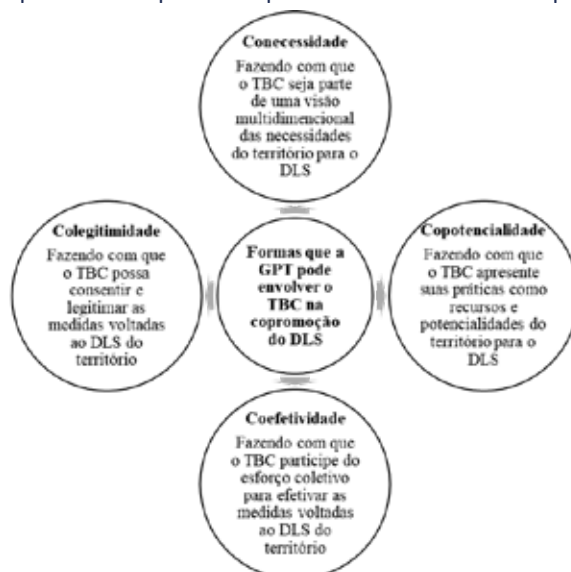 Conecessidade
Fazendo com que
o TBC seja parte
de uma visão
multidimencional
das necessidades
do território para o
DLS
Colegitimidade
Fazendo com que
o TBC possa
consentir e
legitimar as
medidas voltadas
ao DLS do
território
Formas que a
GPT pode
envolver o
TBC na
copromoção
do DLS
Copotencialidade
Fazendo com que
o TBC apresente
suas práticas como
recursos e
potencialidades do
território para o
DLS
Coefetividade
Fazendo com que
o TBC participe do
esforço coletivo
para efetivar as
medidas voltadas
ao DLS do
território